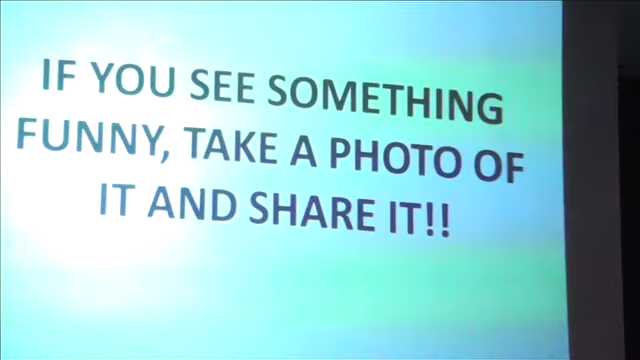 IF YOU SEE SOMETHING
FUNNY, TAKE A PHOTO OF
IT AND SHARE IT!!